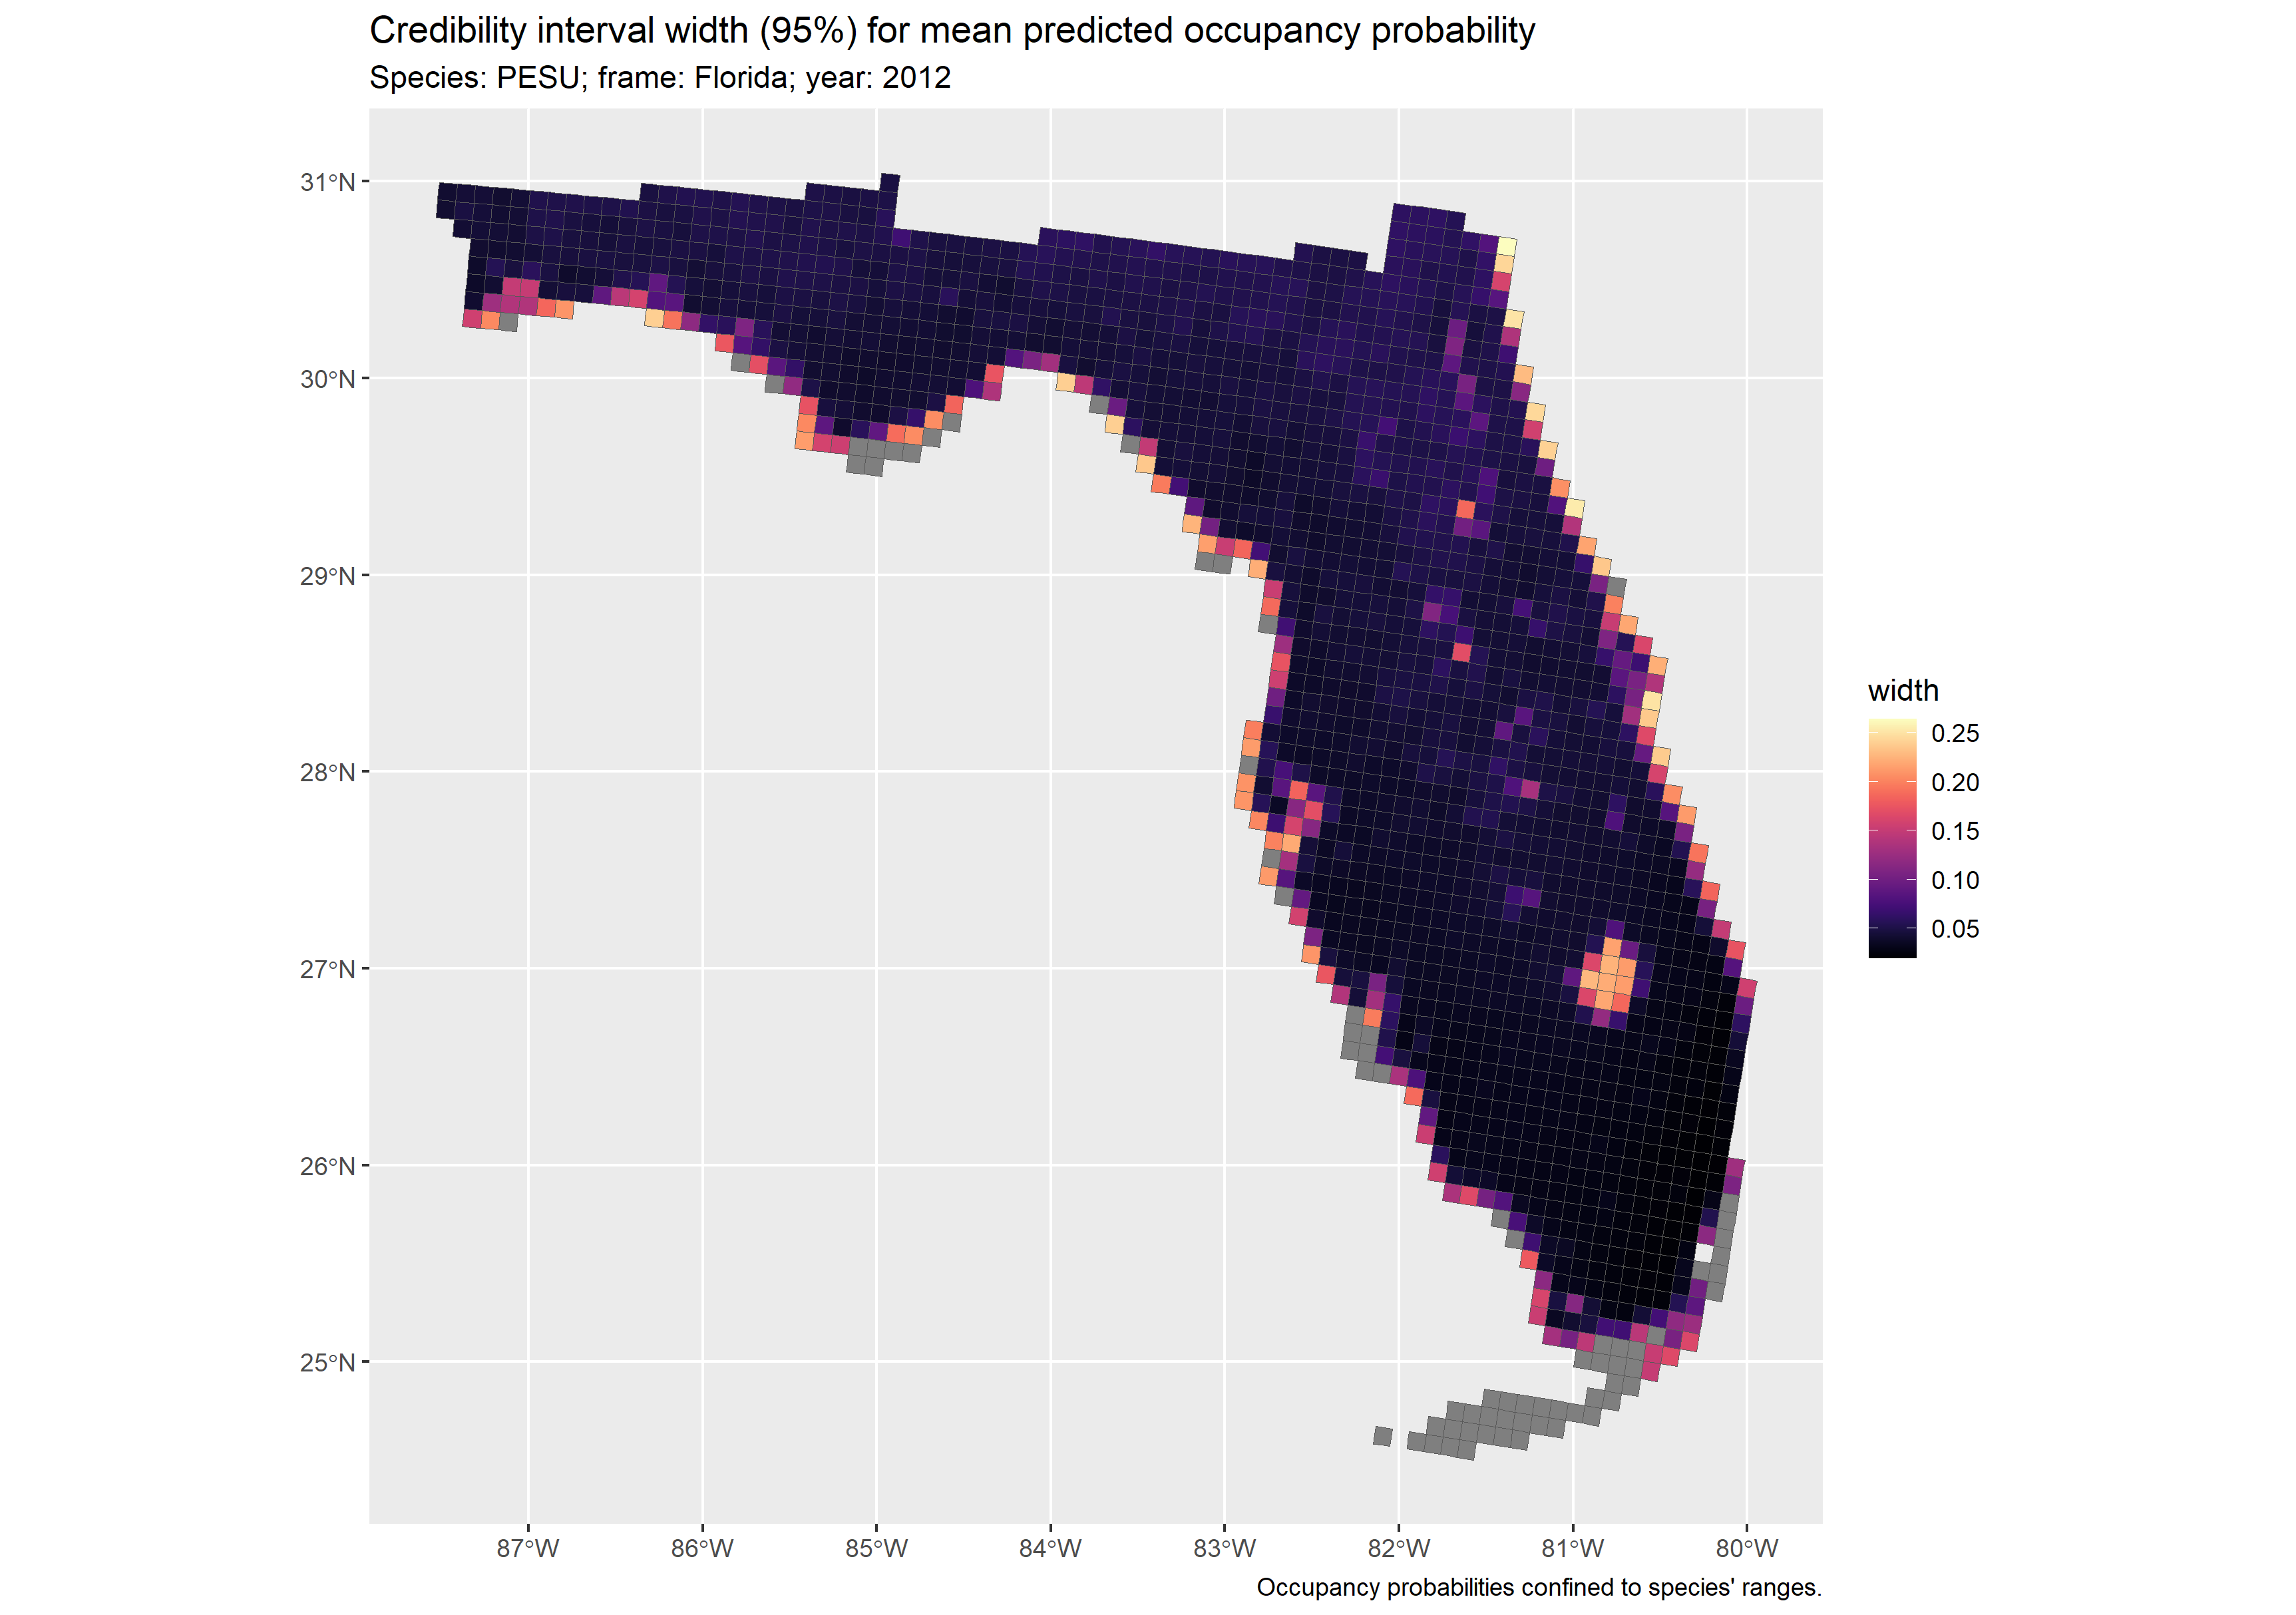 Credibility interval width (95%) for mean predicted occupancy probability
Species: PESU; frame: Florida; year: 2012
31°N
30°N
29°N
28°N
27°N
26°N
25°N
87°W
86°W
85°W
84°W
83°W
82°W
81°W
80°W
width
0.25
0.20
0.15
0.10
0.05
Occupancy probabilities confined to species' ranges.